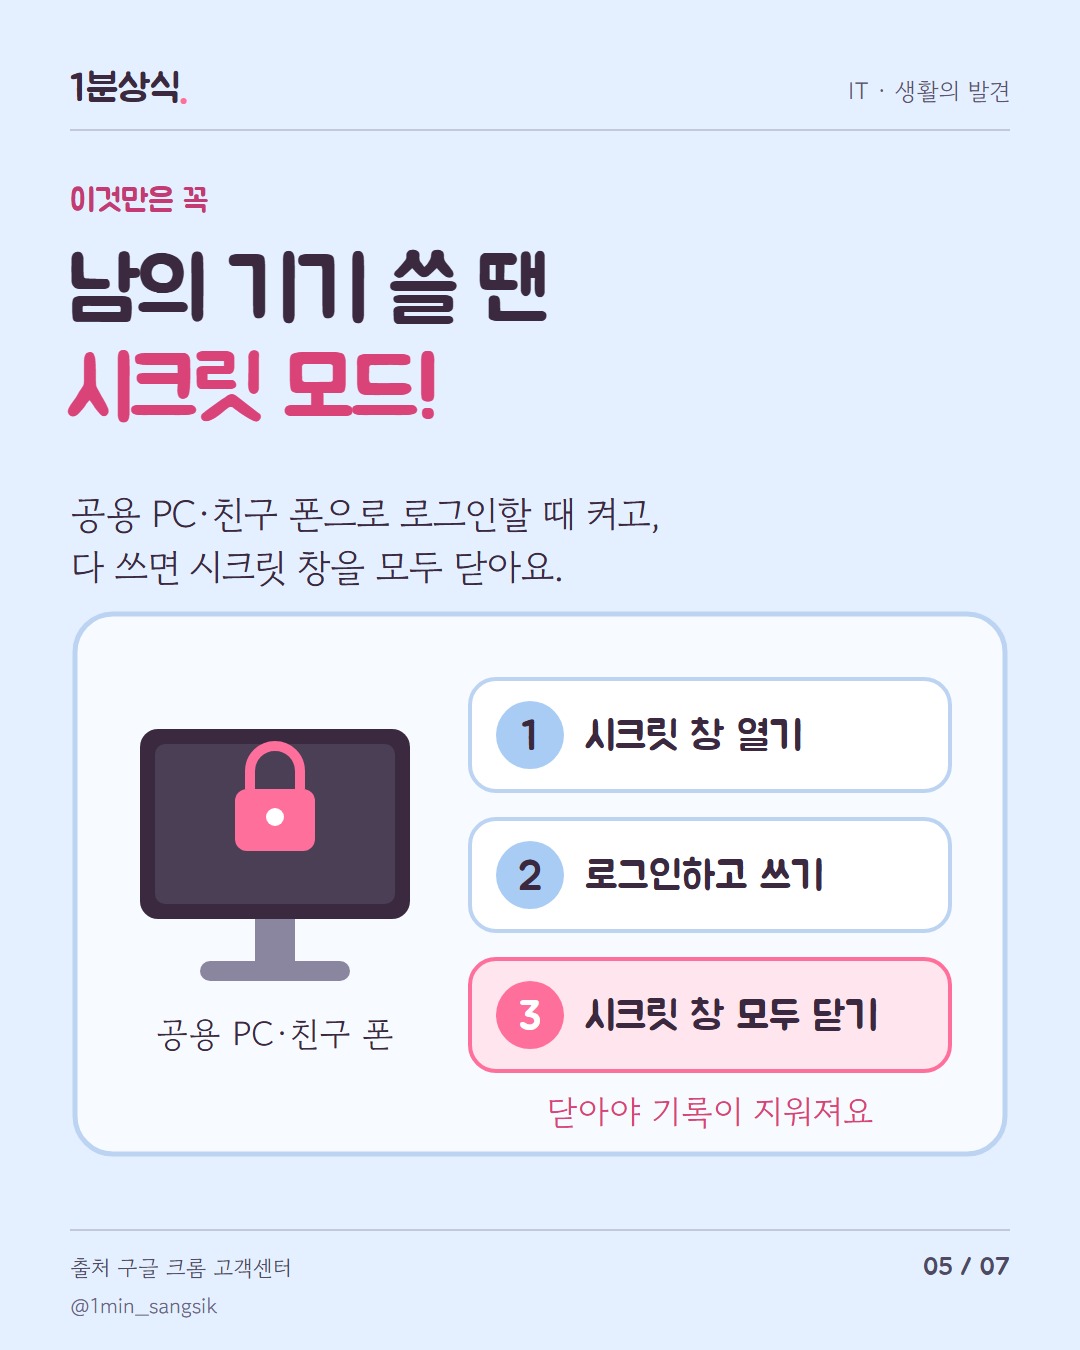 1분상식.
IT · 생활의 발견
이것만은 꼭
남의 기기 쓸 땐
시크릿 모드!
공용 PC·친구 폰으로 로그인할 때 켜고,
다 쓰면 시크릿 창을 모두 닫아요.
1 시크릿 창 열기
2 로그인하고 쓰기
3 시크릿 창 모두 닫기
공용 PC·친구 폰
닫아야 기록이 지워져요
출처 구글 크롬 고객센터
05 / 07
@1min_sangsik